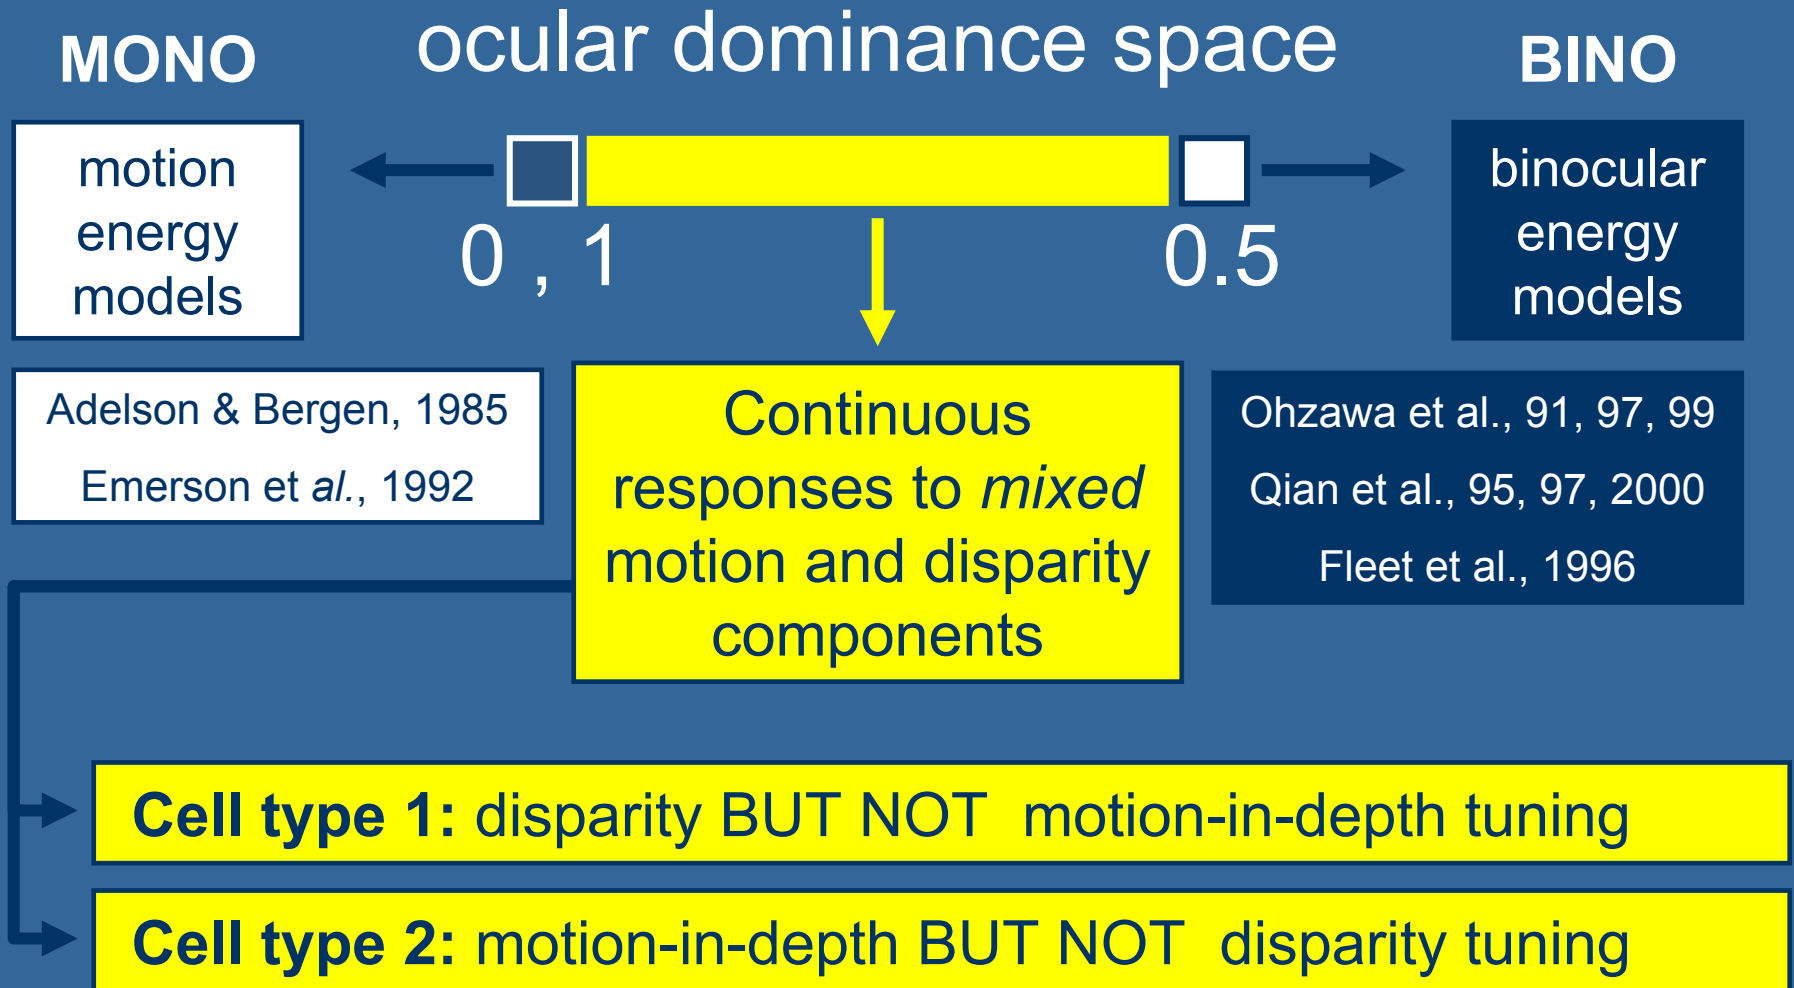 MONO
ocular dominance space
BINO
motion
energy
models
0 , 1
0.5
binocular
energy
models
Adelson & Bergen, 1985
Emerson et al., 1992
Continuous
responses to mixed
motion and disparity
components
Ohzawa et al., 91, 97, 99
Qian et al., 95, 97, 2000
Fleet et al., 1996
Cell type 1: disparity BUT NOT motion-in-depth tuning
Cell type 2: motion-in-depth BUT NOT disparity tuning